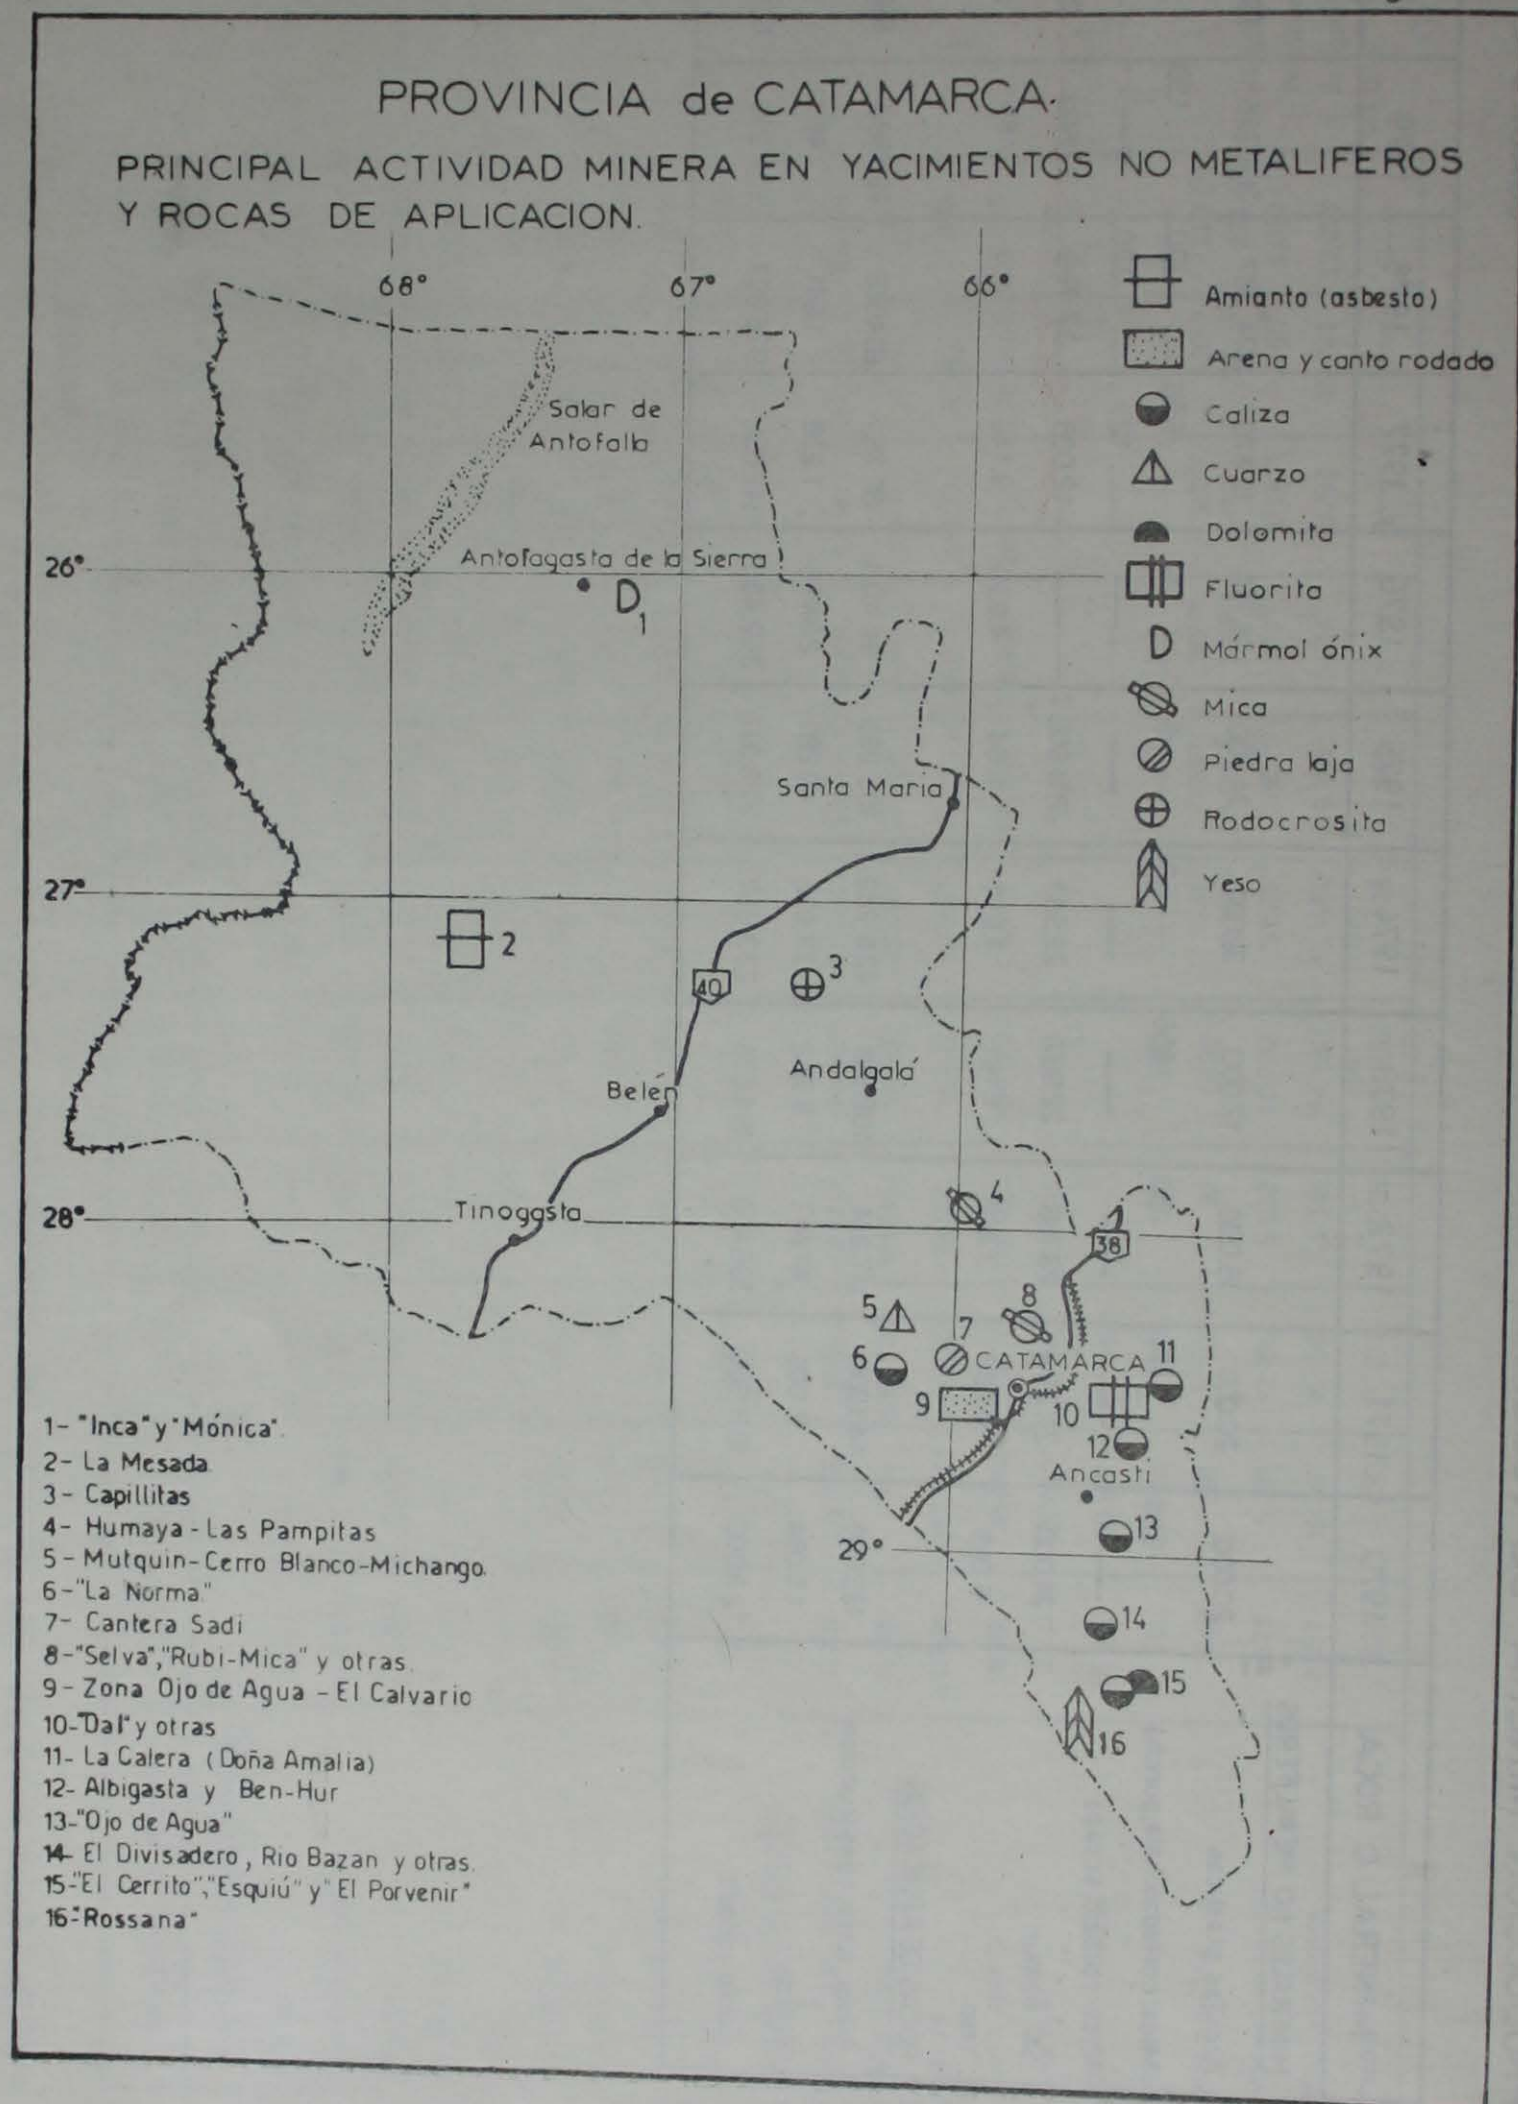 PROVINCIA de CATAMARCA.
PRINCIPAL ACTIVIDAD MINERA EN YACIMIENTOS NO METALIFEROS
Y ROCAS DE APLICACION.
68°
67°
66°
Amianto (asbesto)
Arena y canto rodado
Caliza
Cuarzo
Dolomita
Fluorita
Mármol ónix
Mica
Piedra laja
Rodocrosita
Yeso
Salar de
Antofalla
26°
Antofagasta de la Sierra
D
D
1
Santa Maria
27°
2
40
3
Andalgalá
Belén
28°
Tinogasta
4
38
5
8
7
6
CATAMARCA
11
9
10
12
Ancasti
13
29°
14
15
16
1- "Inca" y "Mónica".
2- La Mesada
3- Capillitas
4- Humaya - Las Pampitas
5- Mutquin-Cerro Blanco-Michango.
6-"La Norma"
7- Cantera Sadi
8-"Selva","Rubi-Mica" y otras.
9- Zona Ojo de Agua - El Calvario
10-"Dal" y otras
11- La Calera (Doña Amalia)
12- Albigasta y Ben-Hur
13-"Ojo de Agua"
14- El Divisadero, Rio Bazan y otras.
15-"El Cerrito","Esquiú" y "El Porvenir"
16-"Rossana"